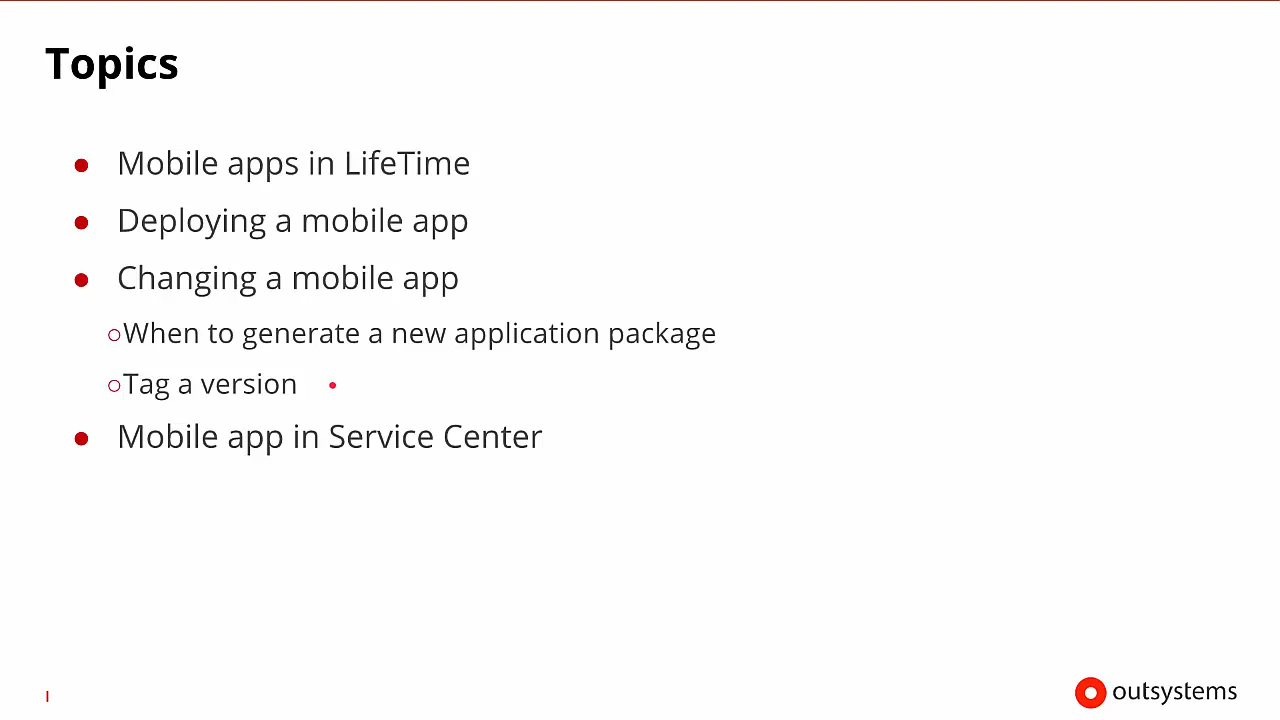 Topics
● Mobile apps in LifeTime
● Deploying a mobile app
● Changing a mobile app
○When to generate a new application package
○Tag a version
● Mobile app in Service Center
outsystems